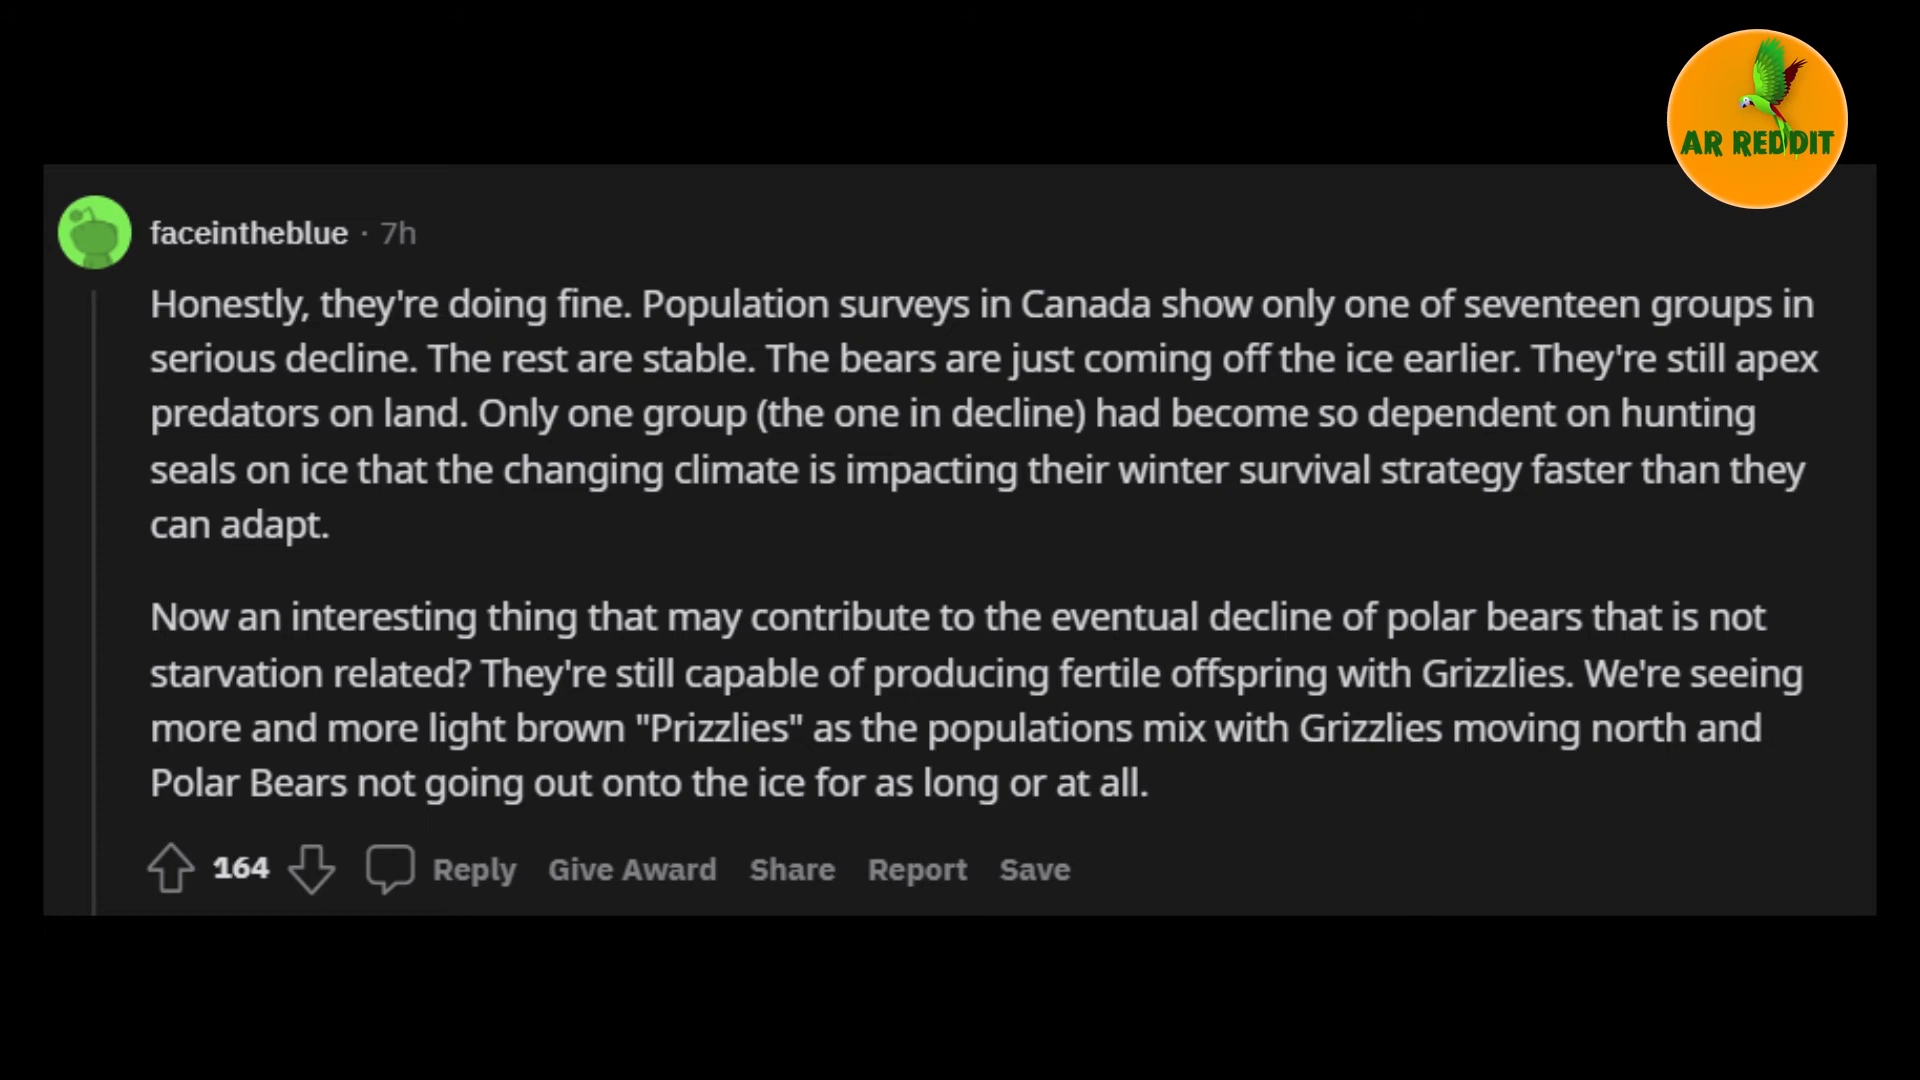 AR REDDIT
faceintheblue · 7h
Honestly, they're doing fine. Population surveys in Canada show only one of seventeen groups in
serious decline. The rest are stable. The bears are just coming off the ice earlier. They're still apex
predators on land. Only one group (the one in decline) had become so dependent on hunting
seals on ice that the changing climate is impacting their winter survival strategy faster than they
can adapt.
Now an interesting thing that may contribute to the eventual decline of polar bears that is not
starvation related? They're still capable of producing fertile offspring with Grizzlies. We're seeing
more and more light brown "Prizzlies" as the populations mix with Grizzlies moving north and
Polar Bears not going out onto the ice for as long or at all.
164 Reply Give Award Share Report Save